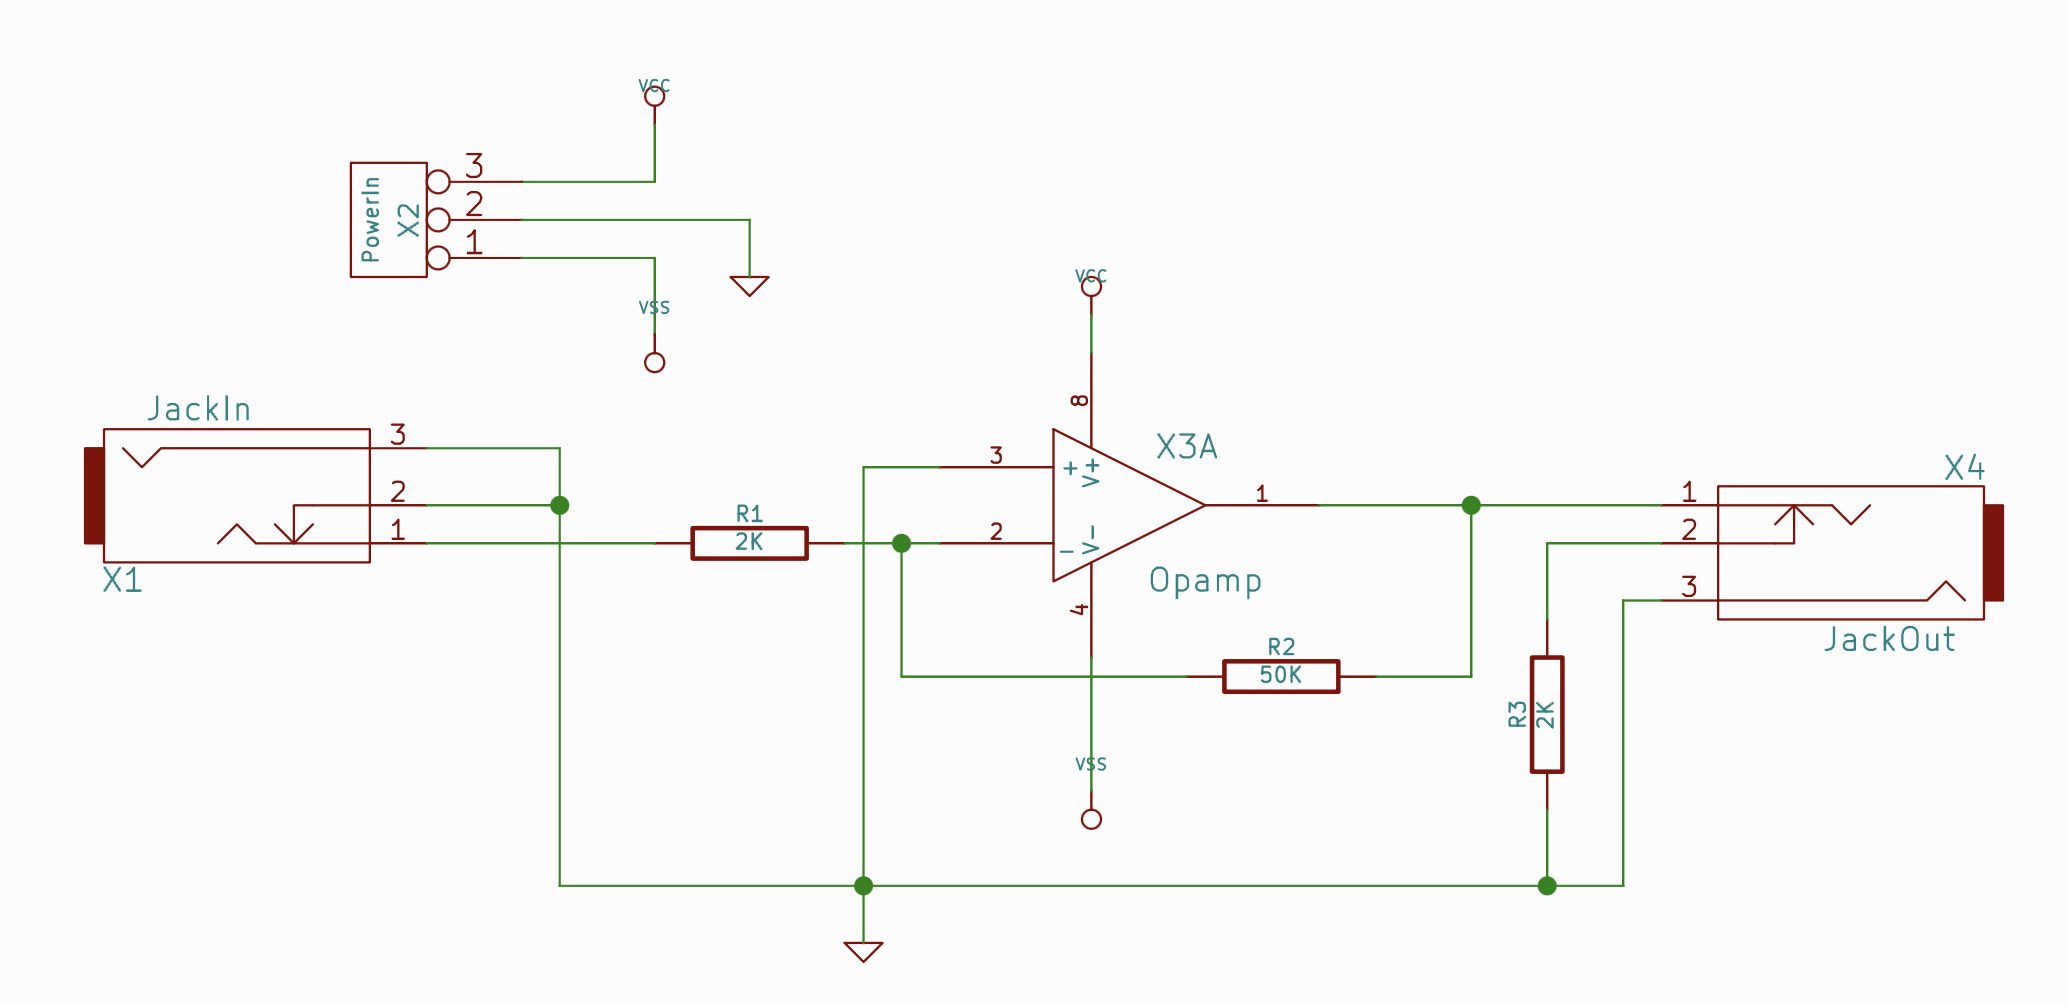 VCC
3
PowerIn
X2
2
1
VSS
VCC
JackIn
3
2
1
X1
R1
2K
8
3
+
V+
X3A
2
−
V−
1
Opamp
4
R2
50K
VSS
X4
1
2
3
JackOut
R3
2K